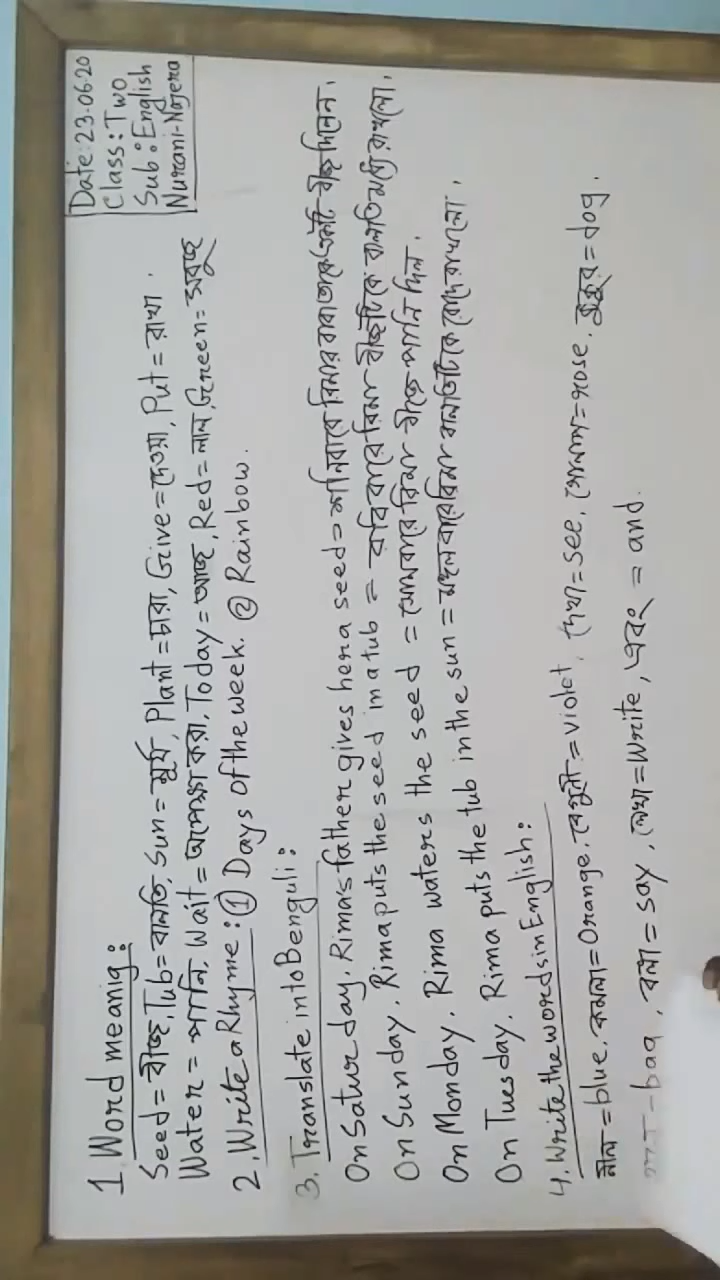 Date: 23.06.20
Class: Two
Sub: English
Nurani-Najera
1. Word meanig:
Seed = বীজ, Tub = বালতি, Sun = সূর্য, Plant = চারা, Give = দেওয়া, Put = রাখা.
Water = পানি, Wait = অপেক্ষা করা, Today = আজ, Red = লাল, Green = সবুজ
2. Write a Rhyme: ① Days of the week. ② Rainbow.
3. Translate into Benguli:
On Saturday, Rima's father gives her a seed = শনিবারে রিমার বাবা তাকে একটি বীজ দিলেন.
On Sunday, Rima puts the seed in a tub = রবি বারে রিমা বীজটিকে বালতির মধ্যে রাখলো.
On Monday, Rima waters the seed = সোমবারে রিমা বীজে পানি দিল.
On Tuesday, Rima puts the tub in the sun = মঙ্গলবারে রিমা বালতিটিকে রোদে রাখলো.
4. Write the words in English:
নীল = blue, কমলা = Orange, বেগুনী = violet, দেখা = see, গোলাপ = rose, কুকুর = dog.
- bag, বলা = say, লেখা = Write, এবং = and.